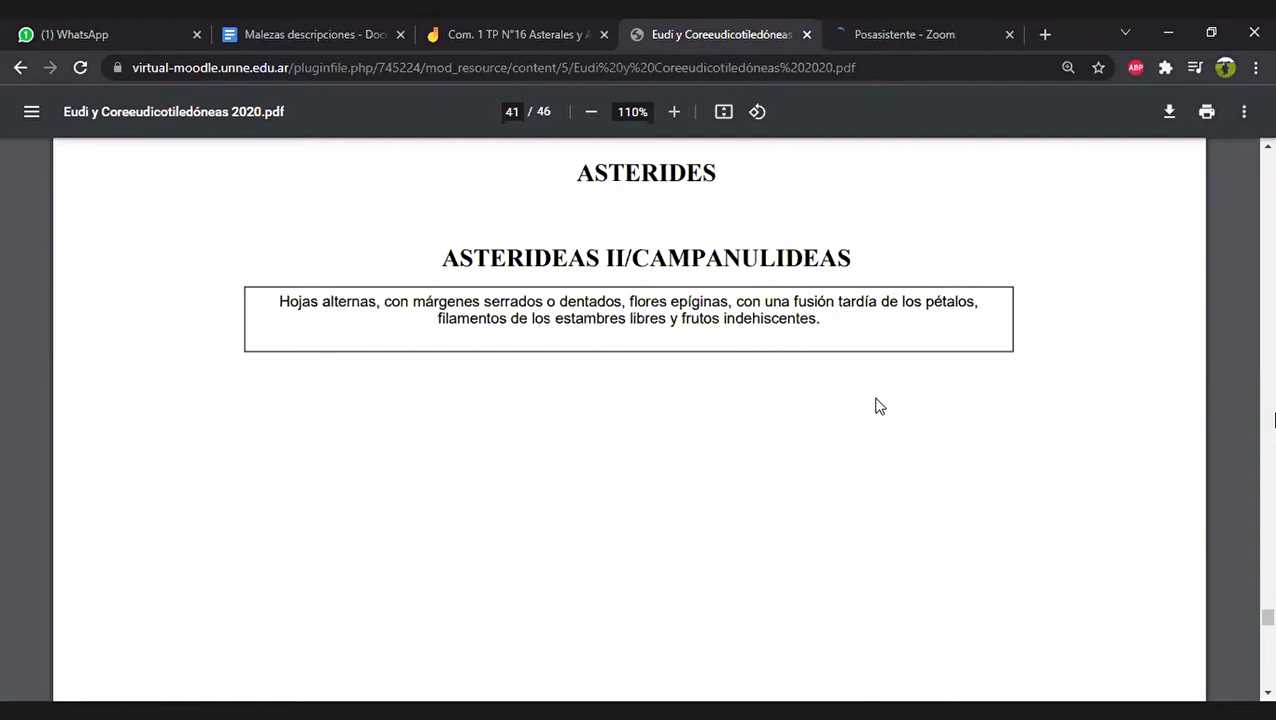 (1) WhatsApp
Malezas descripciones - Doc
Com. 1 TP N°16 Asterales y A
Eudi y Coreeudicotiledóneas
Posasistente - Zoom
virtual-moodle.unne.edu.ar/pluginfile.php/745224/mod_resource/content/5/Eudi%20y%20Coreeudicotiledóneas%202020.pdf
ABP
Eudi y Coreeudicotiledóneas 2020.pdf
41 / 46
110%
ASTERIDES
ASTERIDEAS II/CAMPANULIDEAS
Hojas alternas, con márgenes serrados o dentados, flores epíginas, con una fusión tardía de los pétalos,
filamentos de los estambres libres y frutos indehiscentes.